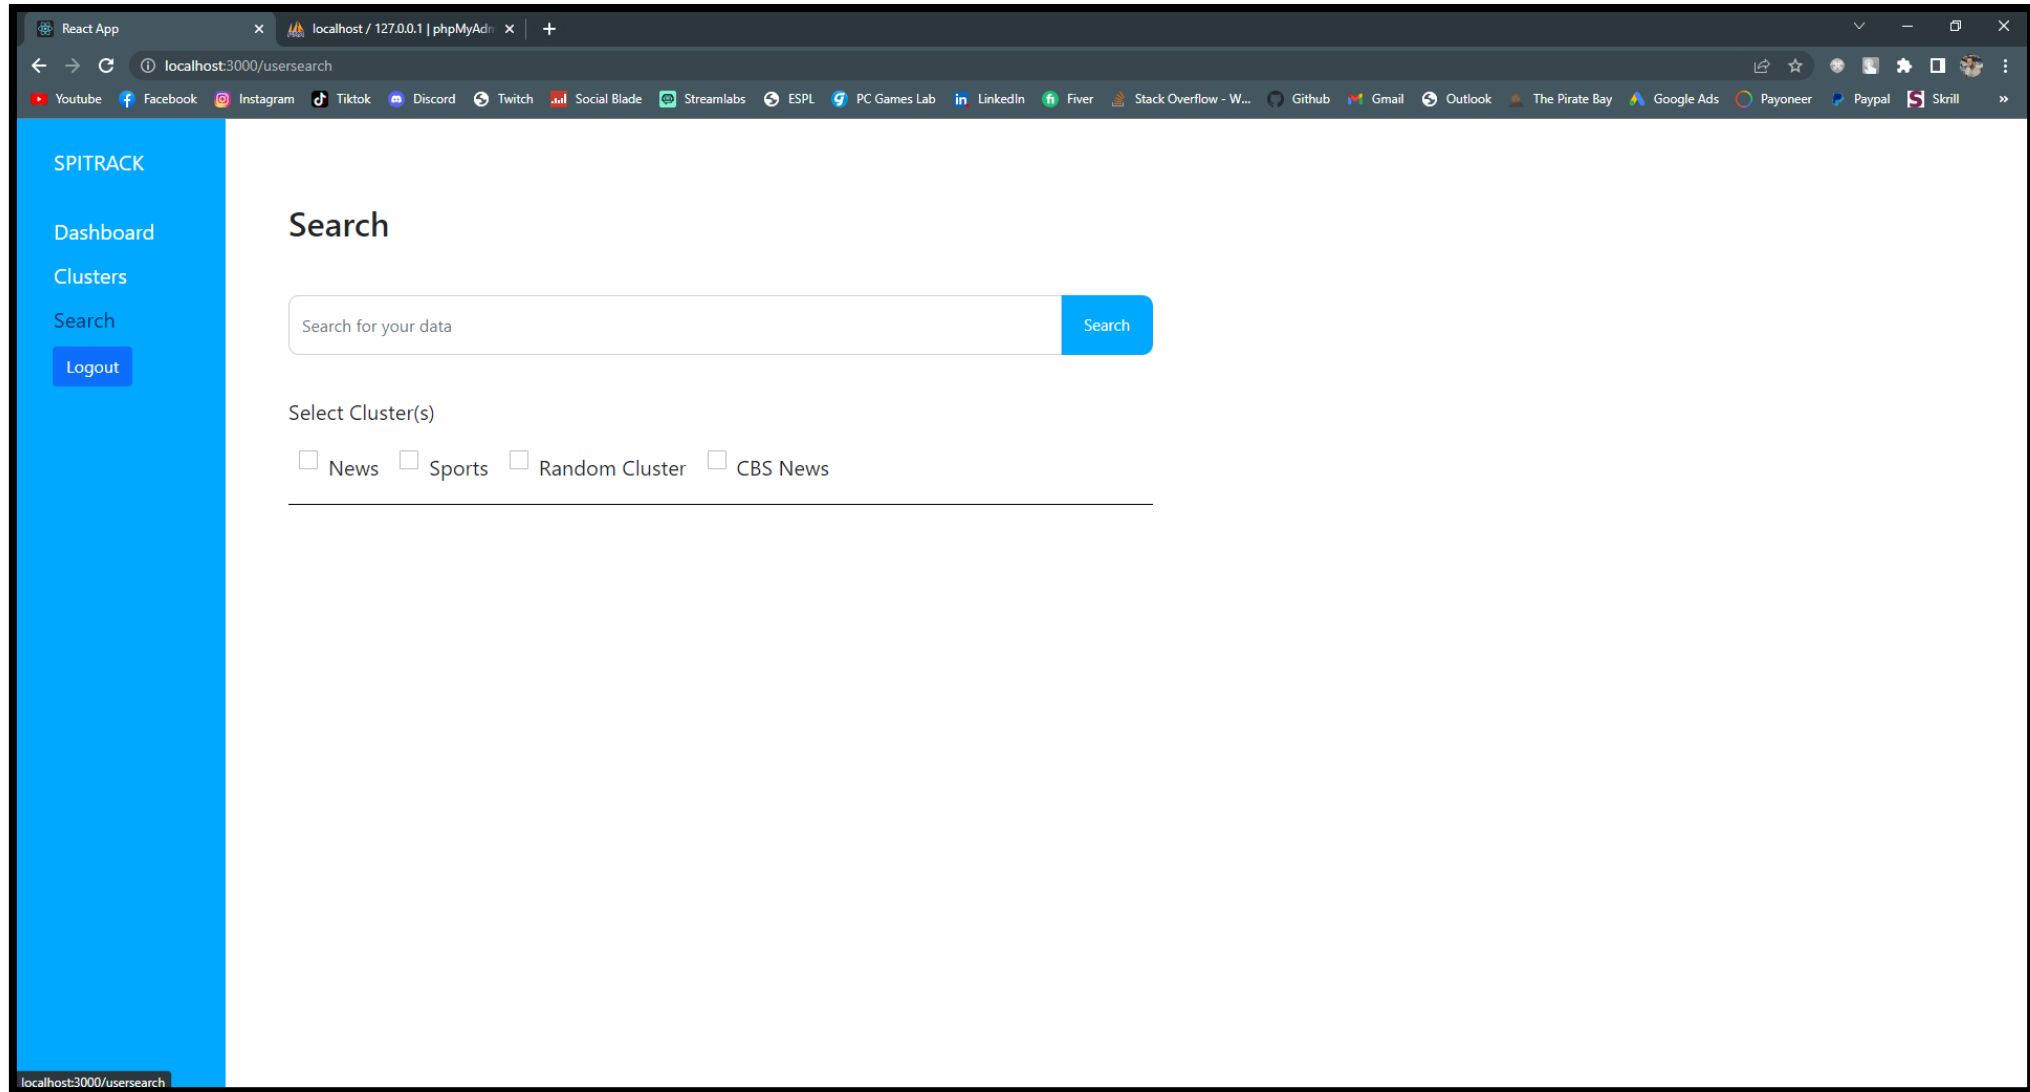 React App
localhost / 127.0.0.1 | phpMyAdm
localhost:3000/usersearch
Youtube Facebook Instagram Tiktok Discord Twitch Social Blade Streamlabs ESPL PC Games Lab LinkedIn Fiver Stack Overflow - W... Github Gmail Outlook The Pirate Bay Google Ads Payoneer Paypal Skrill »
SPITRACK
Dashboard
Clusters
Search
Logout
Search
Search for your data
Search
Select Cluster(s)
News Sports Random Cluster CBS News
localhost:3000/usersearch